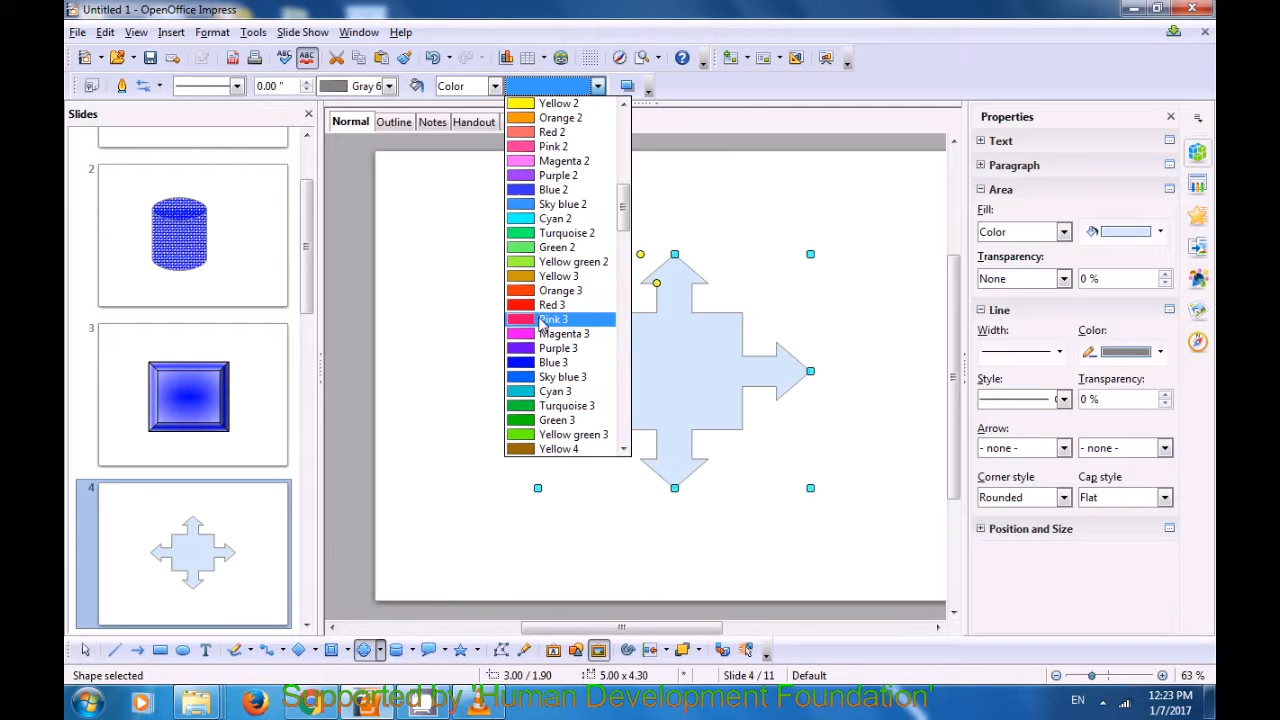 Untitled 1 - OpenOffice Impress
File Edit View Insert Format Tools Slide Show Window Help
0.00 " Gray 6 Color
Slides
Normal Outline Notes Handout
Properties
Yellow 2
Orange 2
Red 2
Pink 2
Magenta 2
Purple 2
Blue 2
Sky blue 2
Cyan 2
Turquoise 2
Green 2
Yellow green 2
Yellow 3
Orange 3
Red 3
Pink 3
Magenta 3
Purple 3
Blue 3
Sky blue 3
Cyan 3
Turquoise 3
Green 3
Yellow green 3
Yellow 4
2
3
4
Text
Paragraph
Area
Fill:
Color
Transparency:
None 0 %
Line
Width: Color:
Style: Transparency:
0 %
Arrow:
- none - - none -
Corner style Cap style
Rounded Flat
Position and Size
Shape selected 3.00 / 1.90 5.00 x 4.30 * Slide 4 / 11 Default 63 %
Supported by 'Human Development Foundation'
EN 12:23 PM
1/7/2017